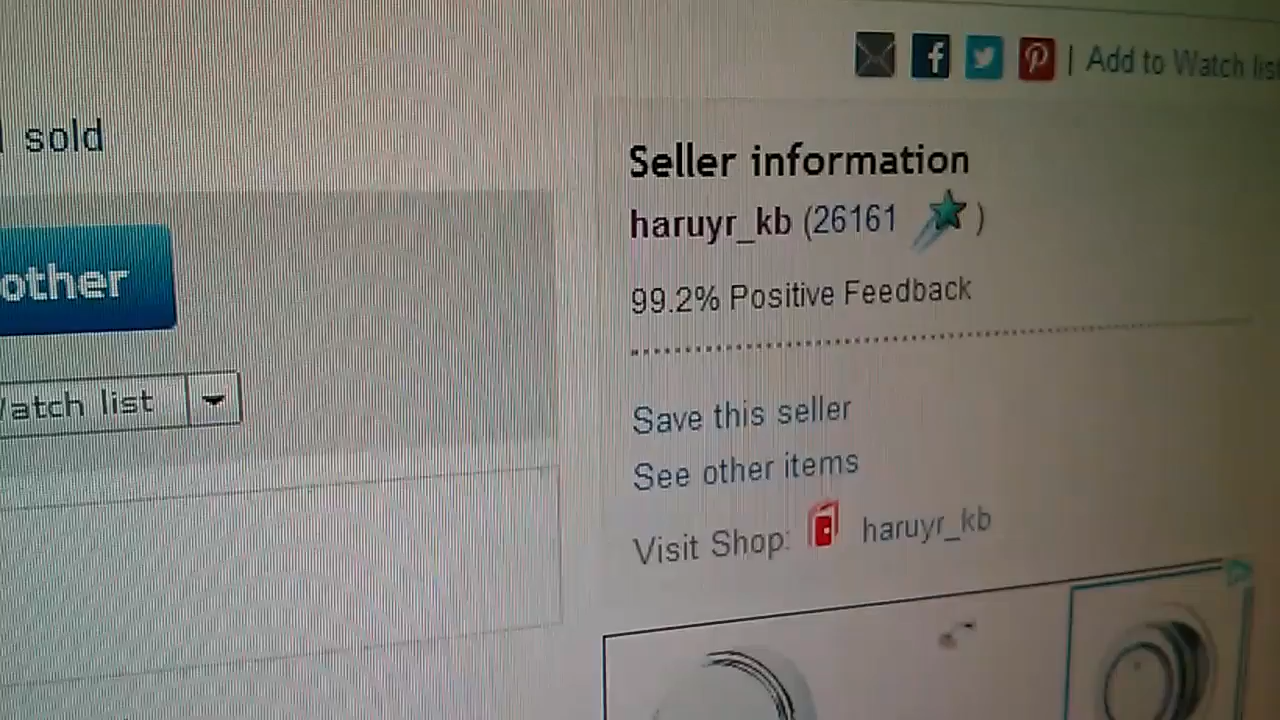 | Add to Watch lis
sold
Seller information
haruyr_kb (26161 )
other
99.2% Positive Feedback
Watch list
Save this seller
See other items
Visit Shop: haruyr_kb